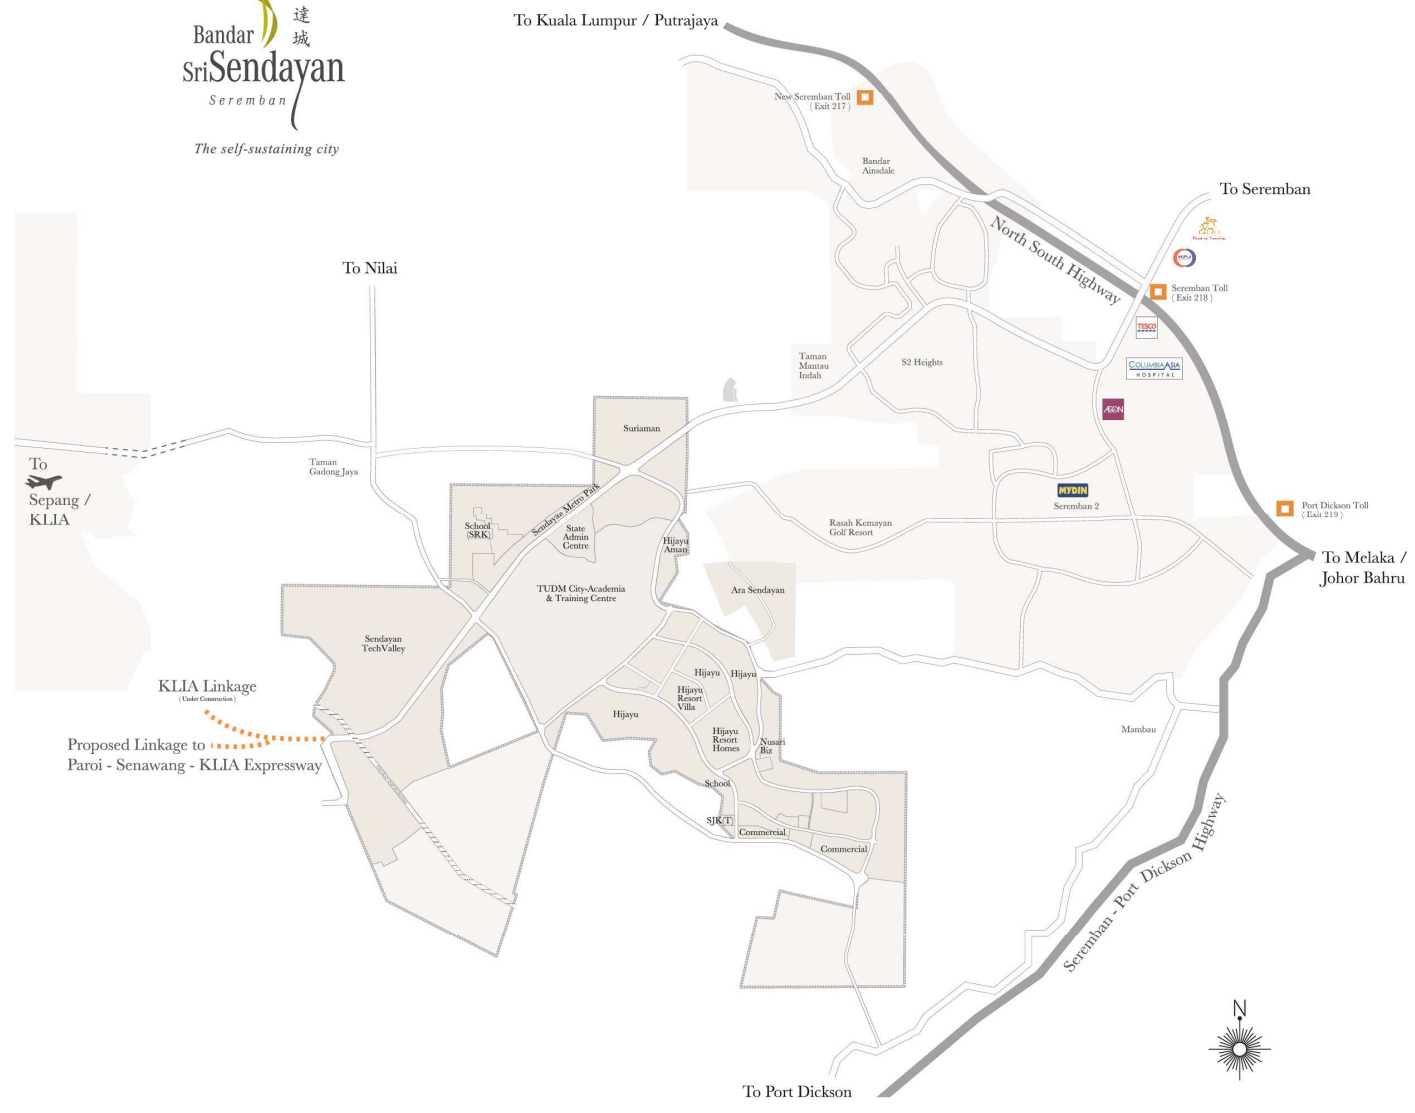 達
城
Bandar
SriSendayan
Seremban
The self-sustaining city
To Kuala Lumpur / Putrajaya
New Seremban Toll
( Exit 217 )
Bandar
Ainsdale
To Seremban
North South Highway
KPJ
Seremban Toll
( Exit 218 )
TESCO
COLUMBIA ASIA
HOSPITAL
AEON
To Nilai
Taman
Mantau
Indah
S2 Heights
Suriaman
To
Sepang /
KLIA
Taman
Gadong Jaya
Sendayan Metro Park
School
(SRK)
State
Admin
Centre
Hijayu
Aman
Rasah Kemayan
Golf Resort
MYDIN
Seremban 2
Port Dickson Toll
( Exit 219 )
To Melaka /
Johor Bahru
TUDM City-Academia
& Training Centre
Ara Sendayan
Sendayan
TechValley
Hijayu
Hijayu
Hijayu
Resort
Villa
Hijayu
Hijayu
Resort
Homes
Nusari
Biz
KLIA Linkage
( Under Construction )
Proposed Linkage to
Paroi - Senawang - KLIA Expressway
Mambau
School
SJK(T)
Commercial
Commercial
Seremban - Port Dickson Highway
N
To Port Dickson